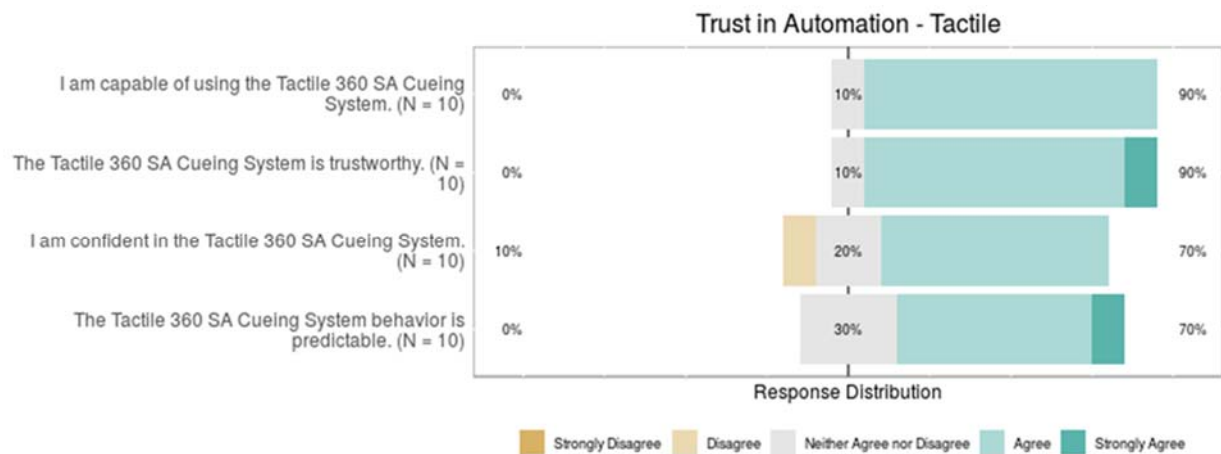 Trust in Automation - Tactile
I am capable of using the Tactile 360 SA Cueing
System. (N = 10)
0%
10%
90%
The Tactile 360 SA Cueing System is trustworthy. (N =
10)
0%
10%
90%
I am confident in the Tactile 360 SA Cueing System.
(N = 10)
10%
20%
70%
The Tactile 360 SA Cueing System behavior is
predictable. (N = 10)
0%
30%
70%
Response Distribution
Strongly Disagree
Disagree
Neither Agree nor Disagree
Agree
Strongly Agree